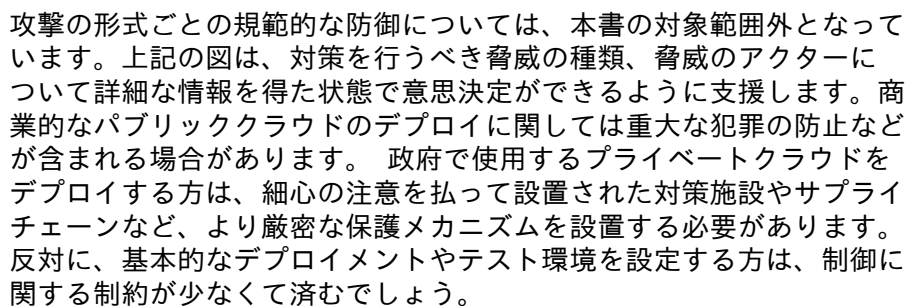 攻撃の形式ごとの規範的な防御については、本書の対象範囲外となって
います。上記の図は、対策を行うべき脅威の種類、脅威のアクターに
ついて詳細な情報を得た状態で意思決定ができるように支援します。商
業的なパブリッククラウドのデプロイに関しては重大な犯罪の防止など
が含まれる場合があります。 政府で使用するプライベートクラウドを
デプロイする方は、細心の注意を払って設置された対策施設やサプライ
チェーンなど、より厳密な保護メカニズムを設置する必要があります。
反対に、基本的なデプロイメントやテスト環境を設定する方は、制御に
関する制約が少なくて済むでしょう。